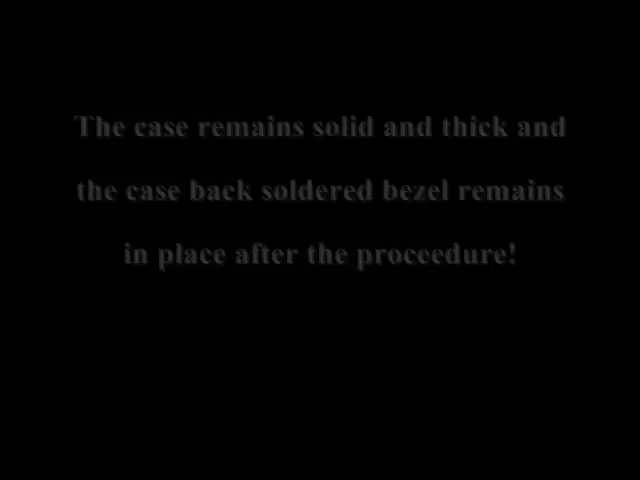 The case remains solid and thick and
the case back soldered bezel remains
in place after the proceedure!